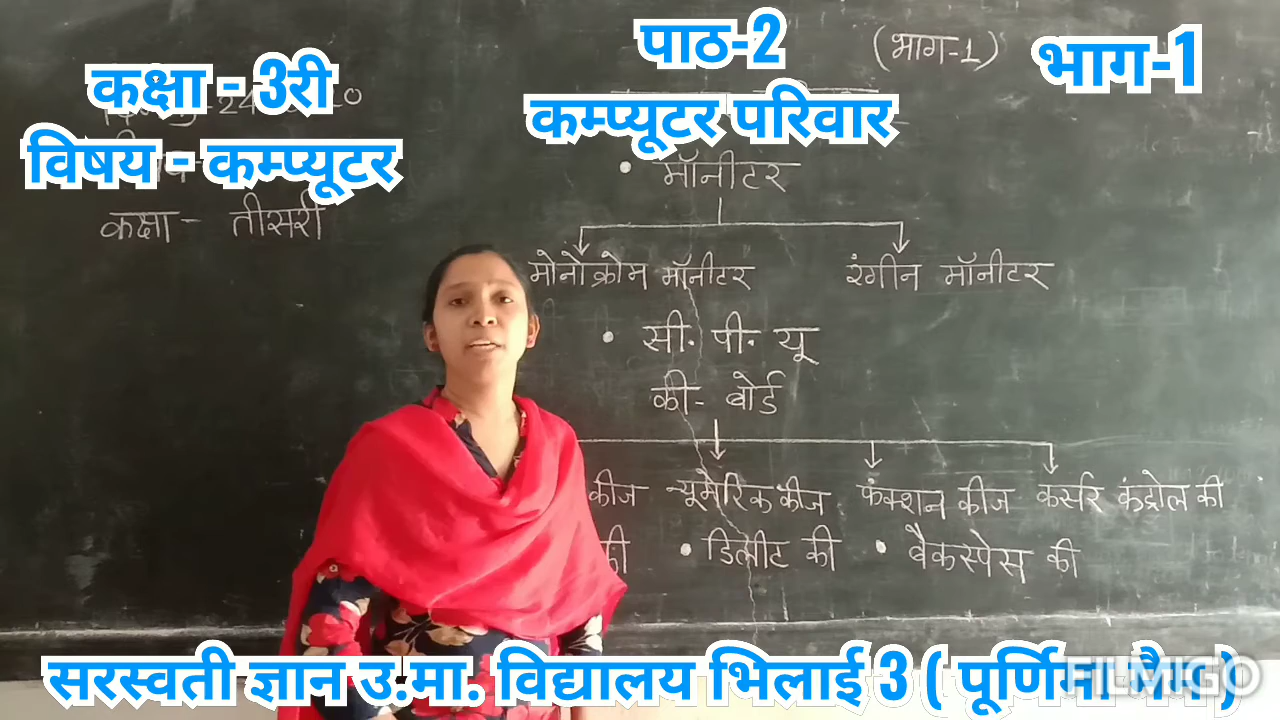 पाठ-2
(भाग-1)
भाग-1
कक्षा - 3री
कम्प्यूटर परिवार
विषय - कम्प्यूटर
• मॉनीटर
कक्षा - तीसरी
मोनोक्रोम मॉनीटर
रंगीन मॉनीटर
• सी. पी. यू
की- बोर्ड
कीज न्यूमेरिक कीज फंक्शन कीज कर्सर कंट्रोल की
की • डिलीट की • बैकस्पेस की
सरस्वती ज्ञान उ.मा. विद्यालय भिलाई 3 ( पूर्णिमा मैम )
FILMIGO